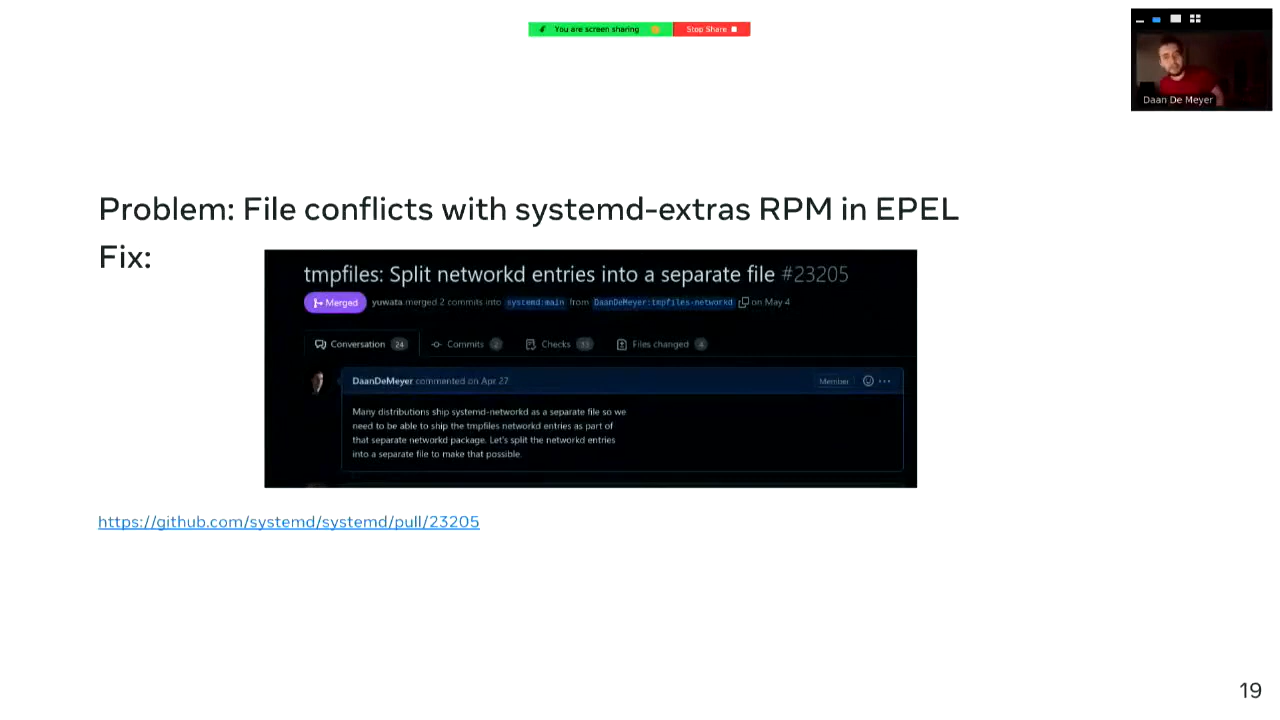 You are screen sharing
Stop Share
Daan De Meyer
Problem: File conflicts with systemd-extras RPM in EPEL
Fix:
tmpfiles: Split networkd entries into a separate file #23205
Merged yuwata merged 2 commits into systemd:main from DaanDeMeyer:tmpfiles-networkd on May 4
Conversation 24 Commits 2 Checks 33 Files changed 4
DaanDeMeyer commented on Apr 27 Member
Many distributions ship systemd-networkd as a separate file so we
need to be able to ship the tmpfiles networkd entries as part of
that separate networkd package. Let's split the networkd entries
into a separate file to make that possible.
https://github.com/systemd/systemd/pull/23205
19